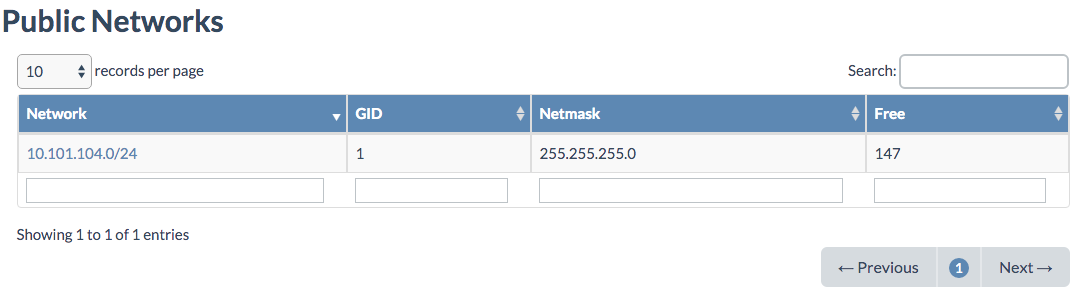 Public Networks
10 records per page Search:
Network GID Netmask Free
10.101.104.0/24 1 255.255.255.0 147
Showing 1 to 1 of 1 entries
← Previous 1 Next →